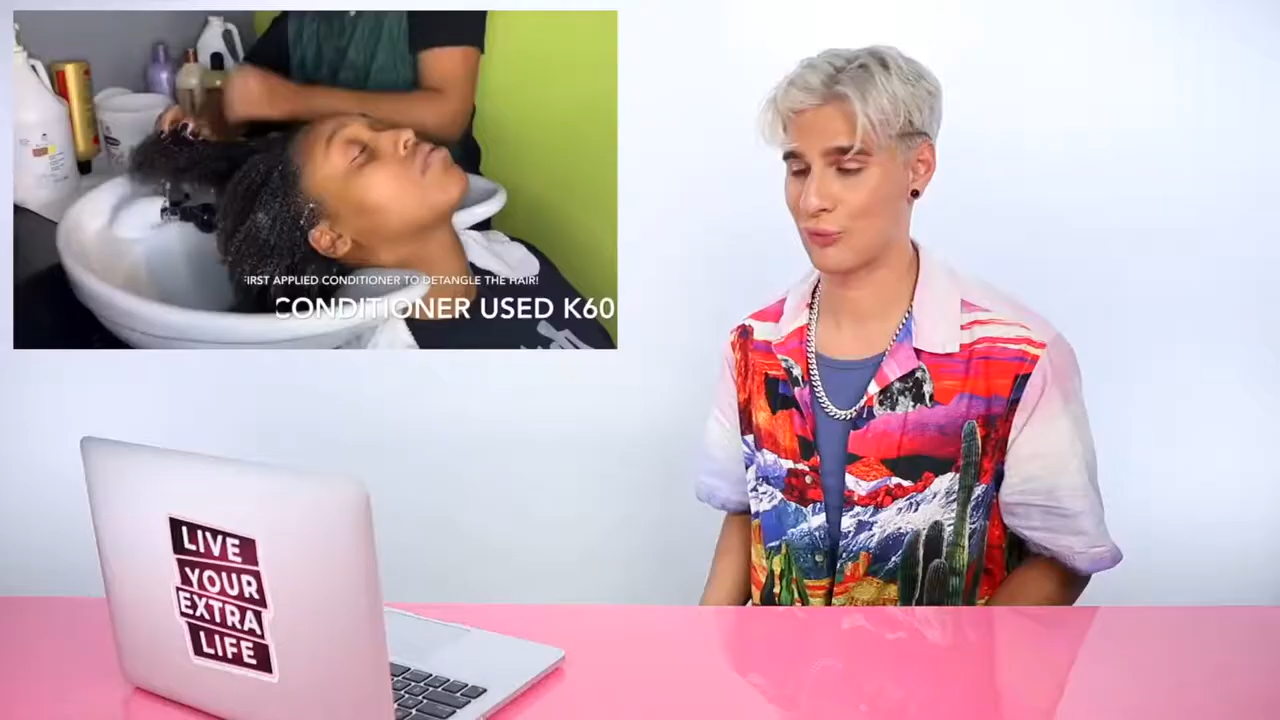 FIRST APPLIED CONDITIONER TO DETANGLE THE HAIR!
CONDITIONER USED K60
LIVE
YOUR
EXTRA
LIFE